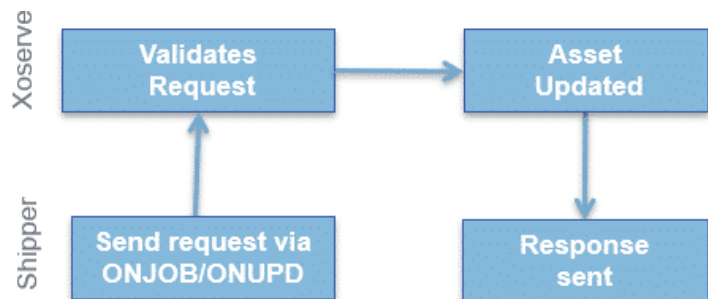 Xoserve
Validates
Request
Asset
Updated
Shipper
Send request via
ONJOB/ONUPD
Response
sent